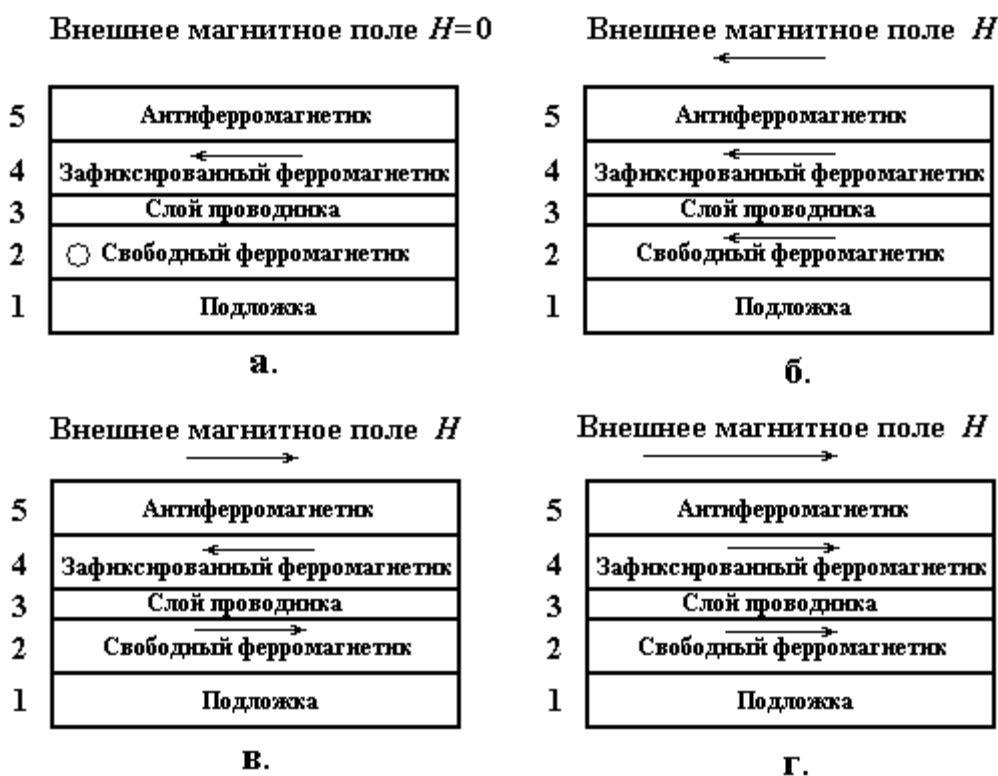 Внешнее магнитное поле H=0
5 Антиферромагнетик
4 Зафиксированный ферромагнетик
3 Слой проводника
2 Свободный ферромагнетик
1 Подложка
а.
Внешнее магнитное поле H
5 Антиферромагнетик
4 Зафиксированный ферромагнетик
3 Слой проводника
2 Свободный ферромагнетик
1 Подложка
б.
Внешнее магнитное поле H
5 Антиферромагнетик
4 Зафиксированный ферромагнетик
3 Слой проводника
2 Свободный ферромагнетик
1 Подложка
в.
Внешнее магнитное поле H
5 Антиферромагнетик
4 Зафиксированный ферромагнетик
3 Слой проводника
2 Свободный ферромагнетик
1 Подложка
г.